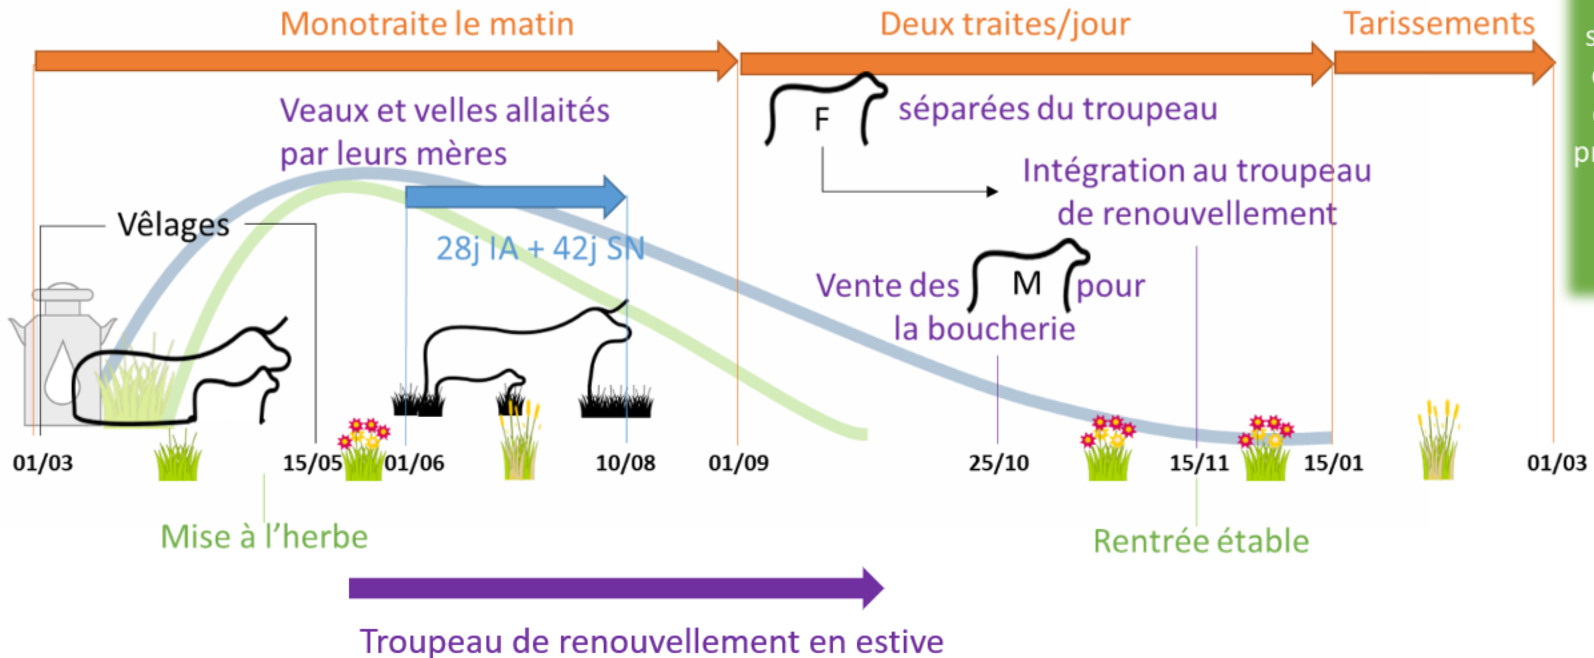 Monotraite le matin
Deux traites/jour
Tarissements
Veaux et velles allaités
par leurs mères
F
séparées du troupeau
Intégration au troupeau
de renouvellement
Vêlages
28j IA + 42j SN
Vente des M pour
la boucherie
01/03
15/05
01/06
10/08
01/09
25/10
15/11
15/01
01/03
Mise à l'herbe
Rentrée étable
Troupeau de renouvellement en estive